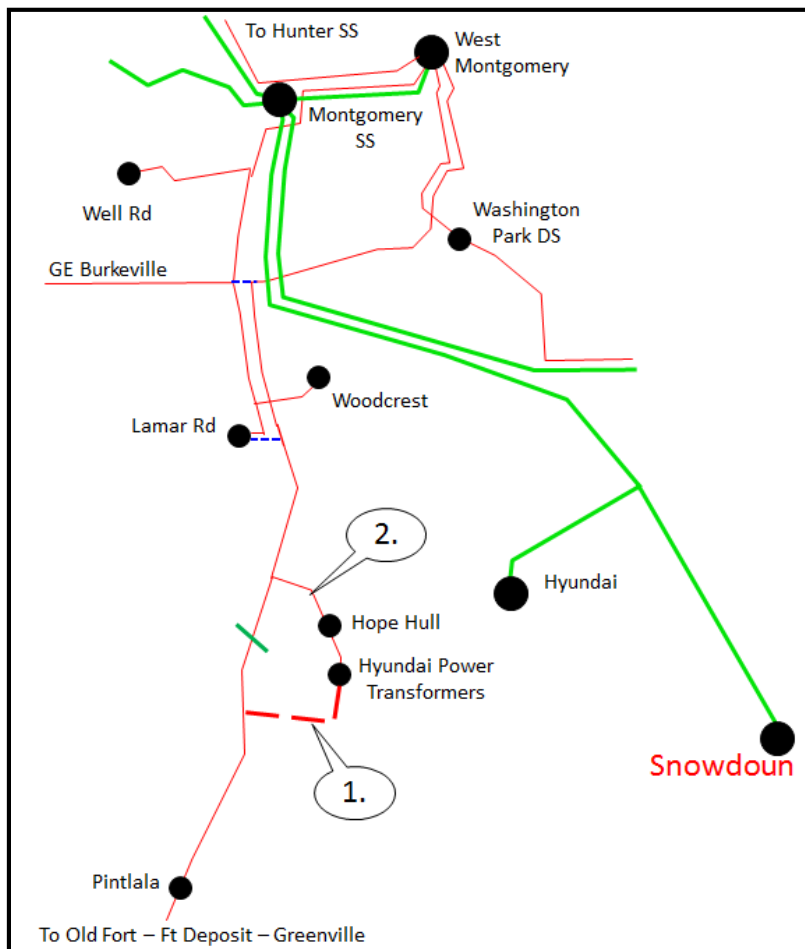 To Hunter SS
West
Montgomery
Montgomery
SS
Well Rd
Washington
Park DS
GE Burkeville
Woodcrest
Lamar Rd
2.
Hyundai
Hope Hull
Hyundai Power
Transformers
Snowdoun
1.
Pintlala
To Old Fort – Ft Deposit – Greenville